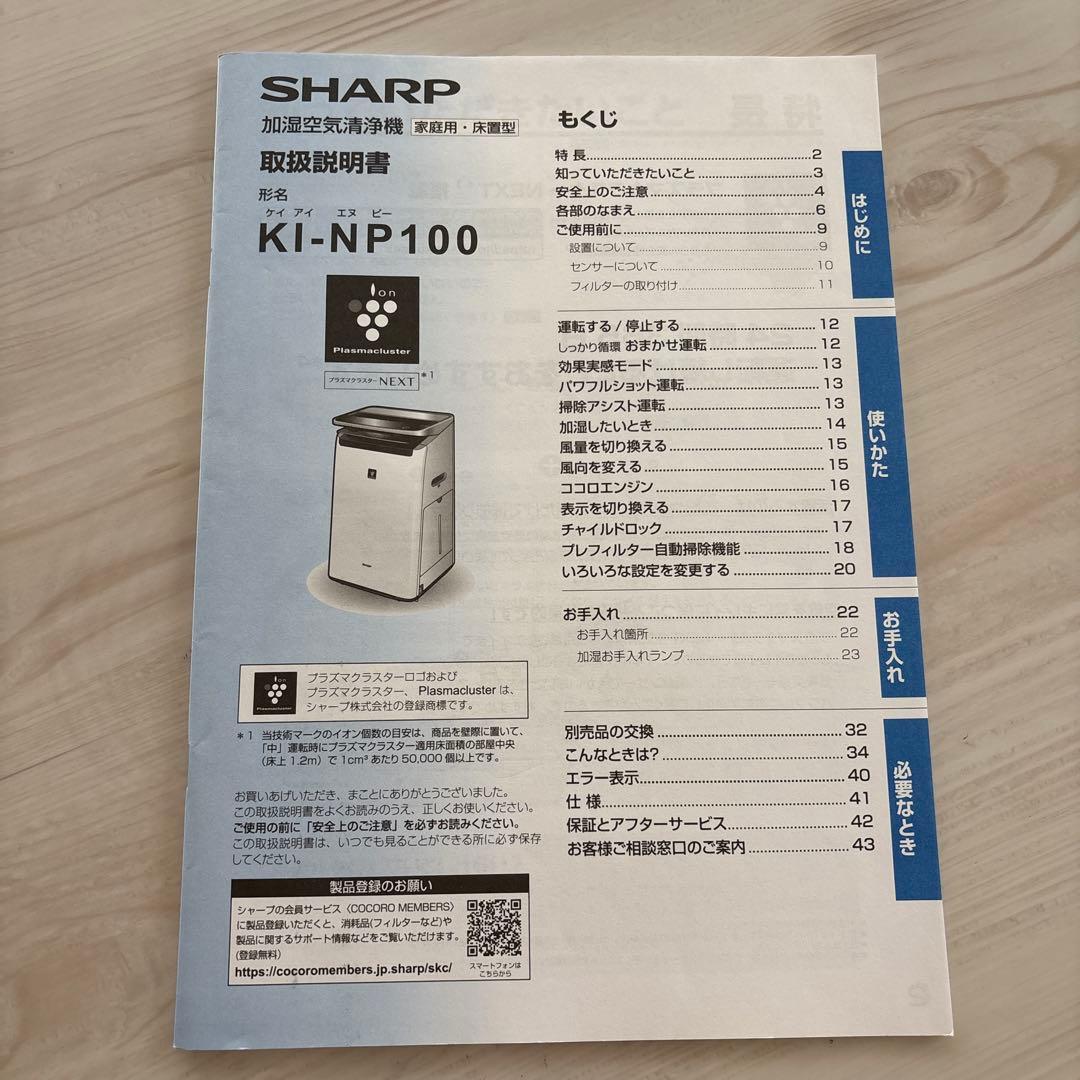 SHARP
加湿空気清浄機 家庭用・床置型
取扱説明書
形名
ケイ アイ エヌ ピー
KI-NP100
Ion
Plasmacluster
プラズマクラスター NEXT *1
Ion
Plasmacluster
プラズマクラスターロゴおよび
プラズマクラスター、Plasmacluster は、
シャープ株式会社の登録商標です。
*1 当技術マークのイオン個数の目安は、商品を壁際に置いて、
「中」運転時にプラズマクラスター適用床面積の部屋中央
(床上 1.2m) で 1cm³ あたり 50,000 個以上です。
お買いあげいただき、まことにありがとうございました。
この取扱説明書をよくお読みのうえ、正しくお使いください。
ご使用の前に「安全上のご注意」を必ずお読みください。
この取扱説明書は、いつでも見ることができる所に必ず保存
してください。
製品登録のお願い
シャープの会員サービス〈COCORO MEMBERS〉
に製品登録いただくと、消耗品(フィルターなど)や
製品に関するサポート情報などをご覧いただけます。
(登録無料)
https://cocoromembers.jp.sharp/skc/
スマートフォンは
こちらから
もくじ
特長 2
知っていただきたいこと 3
安全上のご注意 4
各部のなまえ 6
ご使用前に 9
設置について 9
センサーについて 10
フィルターの取り付け 11
はじめに
運転する / 停止する 12
しっかり循環 おまかせ運転 12
効果実感モード 13
パワフルショット運転 13
掃除アシスト運転 13
加湿したいとき 14
風量を切り換える 15
風向を変える 15
ココロエンジン 16
表示を切り換える 17
チャイルドロック 17
プレフィルター自動掃除機能 18
いろいろな設定を変更する 20
使いかた
お手入れ 22
お手入れ箇所 22
加湿お手入れランプ 23
お手入れ
別売品の交換 32
こんなときは? 34
エラー表示 40
仕様 41
保証とアフターサービス 42
お客様ご相談窓口のご案内 43
必要なとき